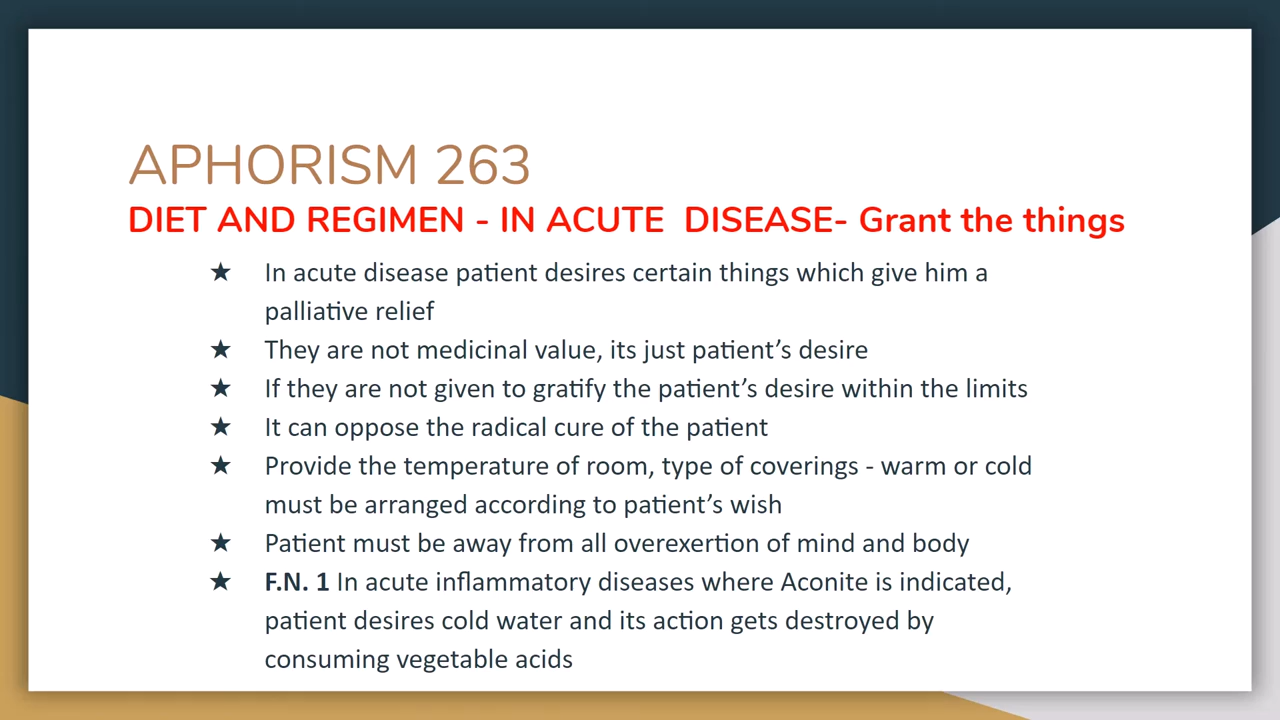 APHORISM 263
DIET AND REGIMEN - IN ACUTE  DISEASE- Grant the things
★ In acute disease patient desires certain things which give him a
palliative relief
★ They are not medicinal value, its just patient’s desire
★ If they are not given to gratify the patient’s desire within the limits
★ It can oppose the radical cure of the patient
★ Provide the temperature of room, type of coverings - warm or cold
must be arranged according to patient’s wish
★ Patient must be away from all overexertion of mind and body
★ F.N. 1 In acute inflammatory diseases where Aconite is indicated,
patient desires cold water and its action gets destroyed by
consuming vegetable acids